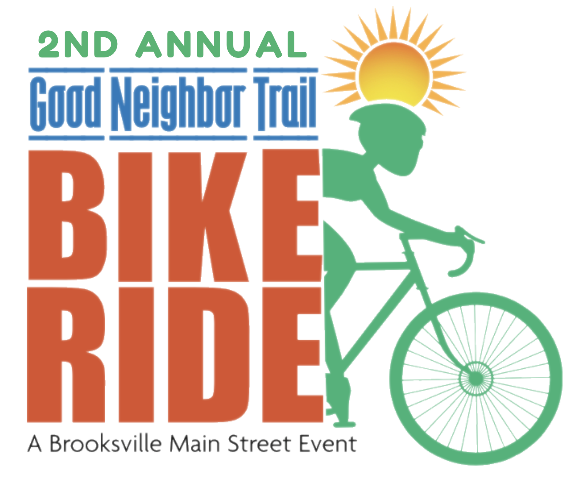 2ND ANNUAL
Good Neighbor Trail
BIKE
RIDE
A Brooksville Main Street Event